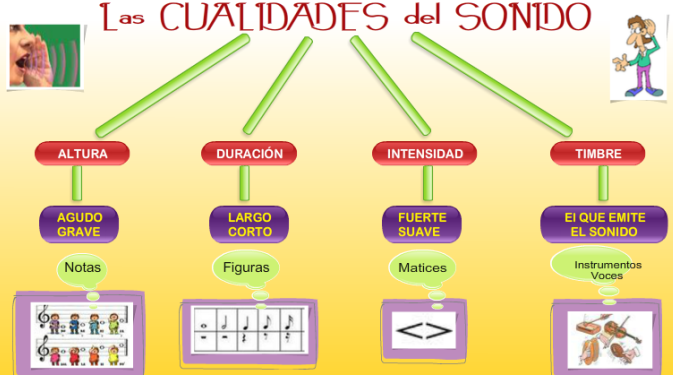 Las CUALIDADES del SONIDO
ALTURA
DURACIÓN
INTENSIDAD
TIMBRE
AGUDO
GRAVE
LARGO
CORTO
FUERTE
SUAVE
El QUE EMITE
EL SONIDO
Notas
Figuras
Matices
Instrumentos
Voces